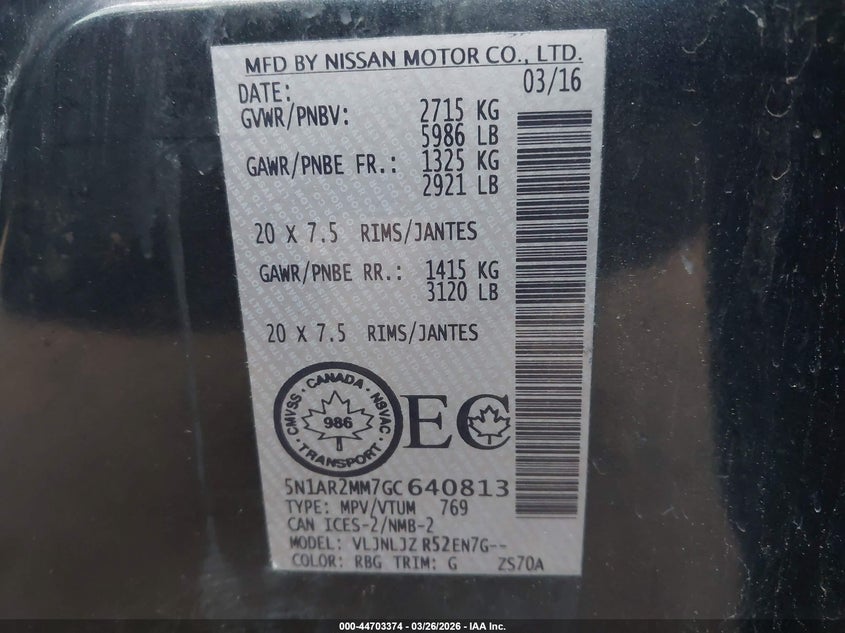 MFD BY NISSAN MOTOR CO., LTD.
DATE: 03/16
GVWR/PNBV: 2715 KG
5986 LB
GAWR/PNBE FR.: 1325 KG
2921 LB
20 X 7.5 RIMS/JANTES
GAWR/PNBE RR.: 1415 KG
3120 LB
20 X 7.5 RIMS/JANTES
CANADA
CMVSS · NSVAC
986
TRANSPORT
EC
5N1AR2MM7GC640813
TYPE: MPV/VTUM 769
CAN ICES-2/NMB-2
MODEL: VLJNLJZ R52EN7G--
COLOR: RBG TRIM: G ZS70A
000-44703374 | 03/26/2026 - IAA Inc.